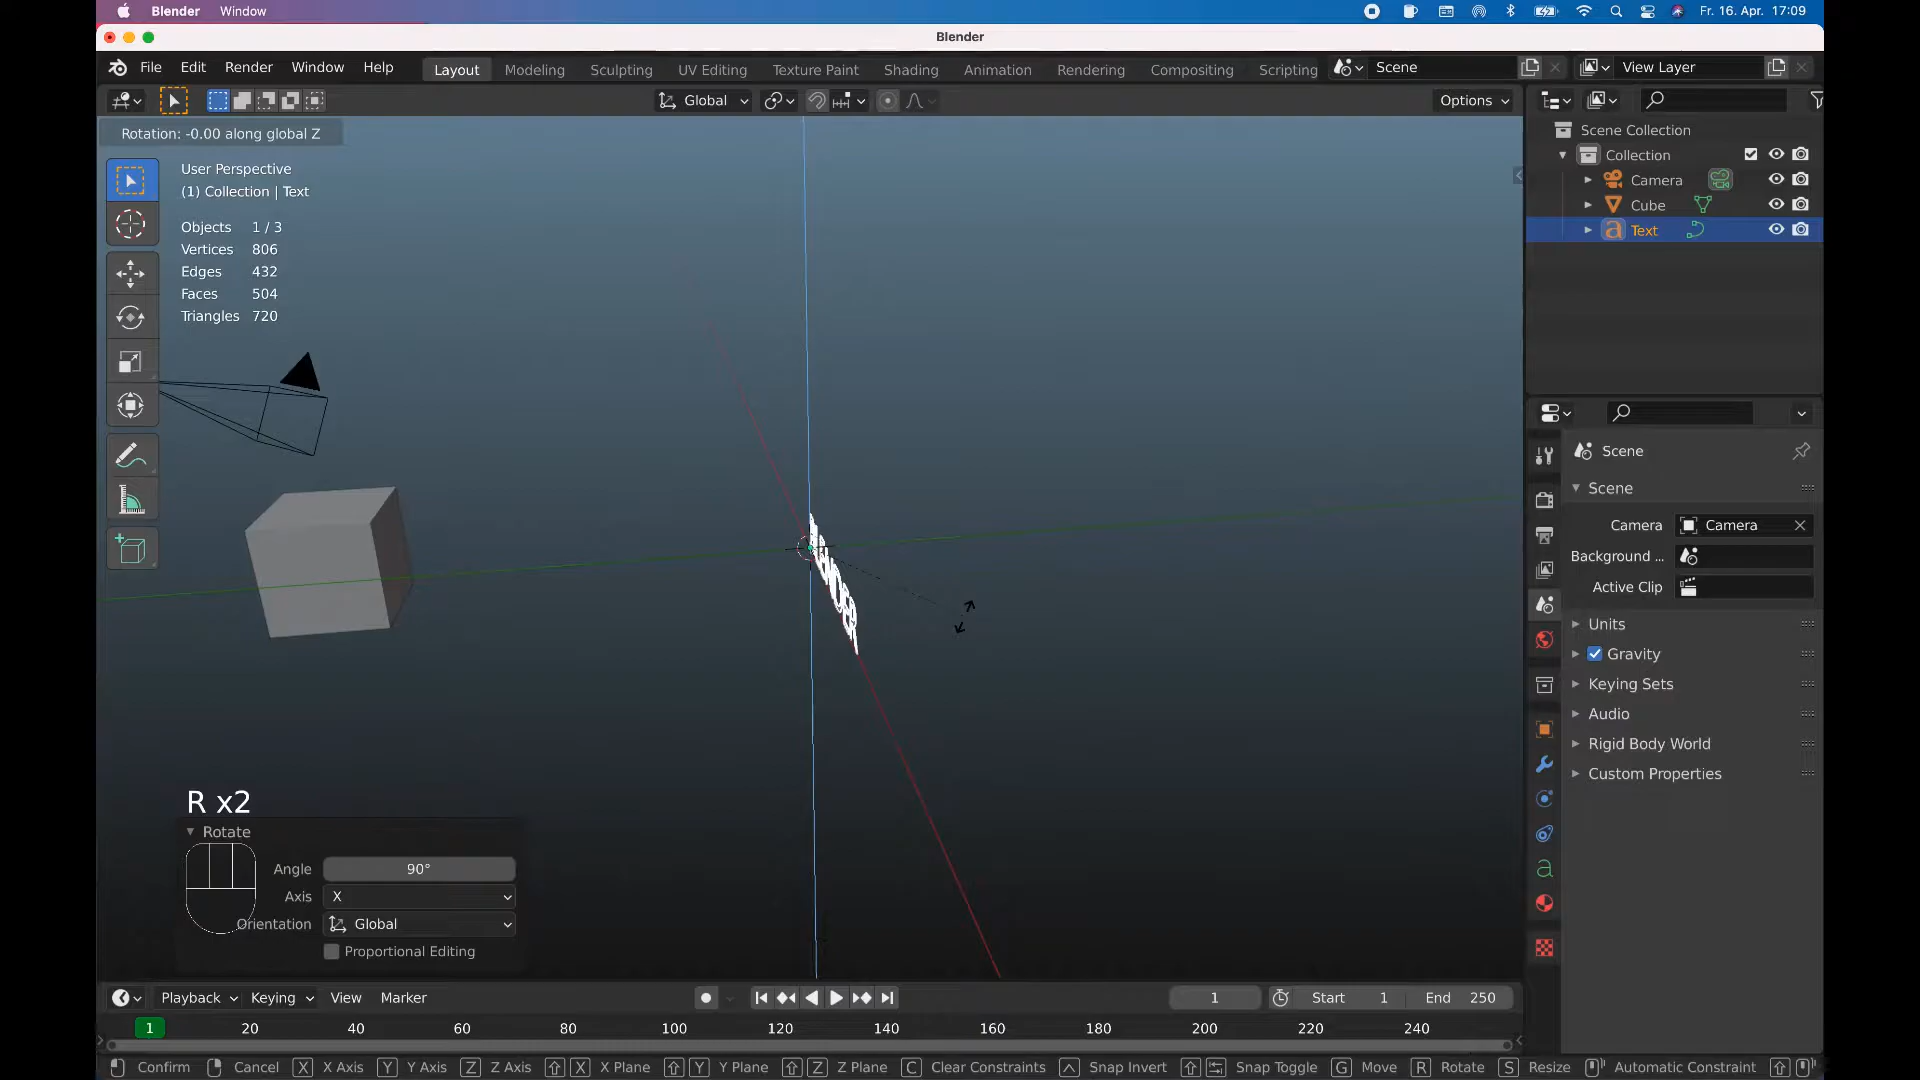 Blender Window Fr. 16. Apr. 17:09
Blender
File Edit Render Window Help Layout Modeling Sculpting UV Editing Texture Paint Shading Animation Rendering Compositing Scripting Scene View Layer
Global Options
Rotation: -0.00 along global Z
User Perspective
(1) Collection | Text
Objects 1 / 3
Vertices 806
Edges 432
Faces 504
Triangles 720
R x2
Rotate
Angle 90°
Axis X
Orientation Global
Proportional Editing
Scene Collection
Collection
Camera
Cube
Text
Scene
Scene
Camera Camera
Background ...
Active Clip
Units
Gravity
Keying Sets
Audio
Rigid Body World
Custom Properties
Playback Keying View Marker 1 Start 1 End 250
1 20 40 60 80 100 120 140 160 180 200 220 240
Confirm Cancel X X Axis Y Y Axis Z Z Axis X X Plane Y Y Plane Z Z Plane C Clear Constraints Snap Invert Snap Toggle G Move R Rotate S Resize Automatic Constraint